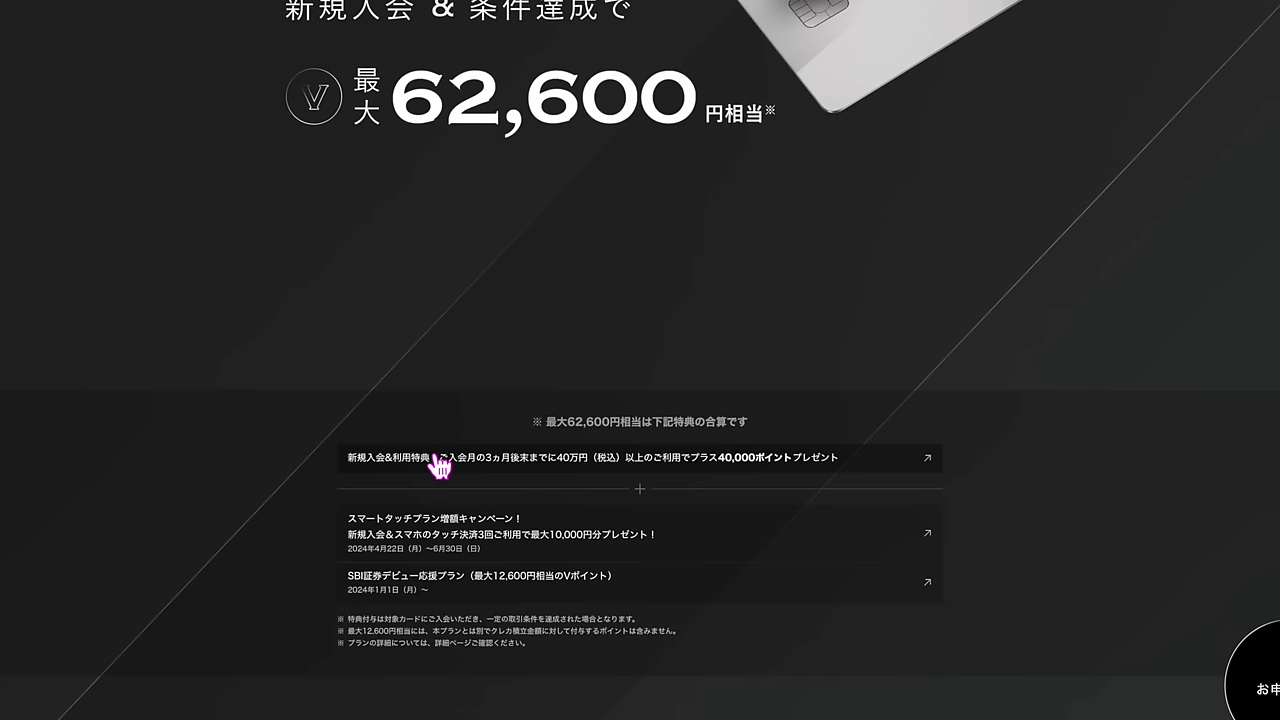 新規入会 & 条件達成で
V 最大 62,600 円相当※
※ 最大62,600円相当は下記特典の合算です
新規入会&利用特典 ご入会月の3ヵ月後末までに40万円（税込）以上のご利用でプラス40,000ポイントプレゼント
スマートタッチプラン増額キャンペーン！
新規入会＆スマホのタッチ決済3回ご利用で最大10,000円分プレゼント！
2024年4月22日（月）～6月30日（日）
SBI証券デビュー応援プラン（最大12,600円相当のVポイント）
2024年1月1日（月）～
※ 特典付与は対象カードにご入会いただき、一定の取引条件を達成された場合となります。
※ 最大12,600円相当には、本プランとは別でクレカ積立金額に対して付与するポイントは含みません。
※ プランの詳細については、詳細ページご確認ください。
お申